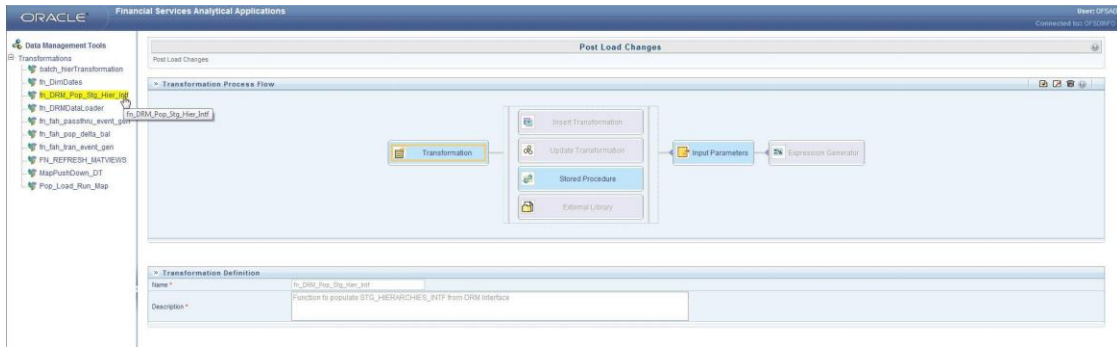 ORACLE
Financial Services Analytical Applications
User: OFSAD
Connected to: OFSDINFO
Data Management Tools
Transformations
batch_hierTransformation
fn_DimDates
fn_DRM_Pop_Stg_Hier_Intf
fn_DRMDataLoader
fn_DRM_Pop_Stg_Hier_Intf
fn_fah_passthru_event_gen
fn_fah_pop_delta_bal
fn_fah_tran_event_gen
FN_REFRESH_MATVIEWS
MapPushDown_DT
Pop_Load_Run_Map
Post Load Changes
Post Load Changes
» Transformation Process Flow
Transformation
Insert Transformation
Update Transformation
Stored Procedure
External Library
Input Parameters
Expression Generator
» Transformation Definition
Name *
fn_DRM_Pop_Stg_Hier_Intf
Description *
Function to populate STG_HIERARCHIES_INTF from DRM Interface